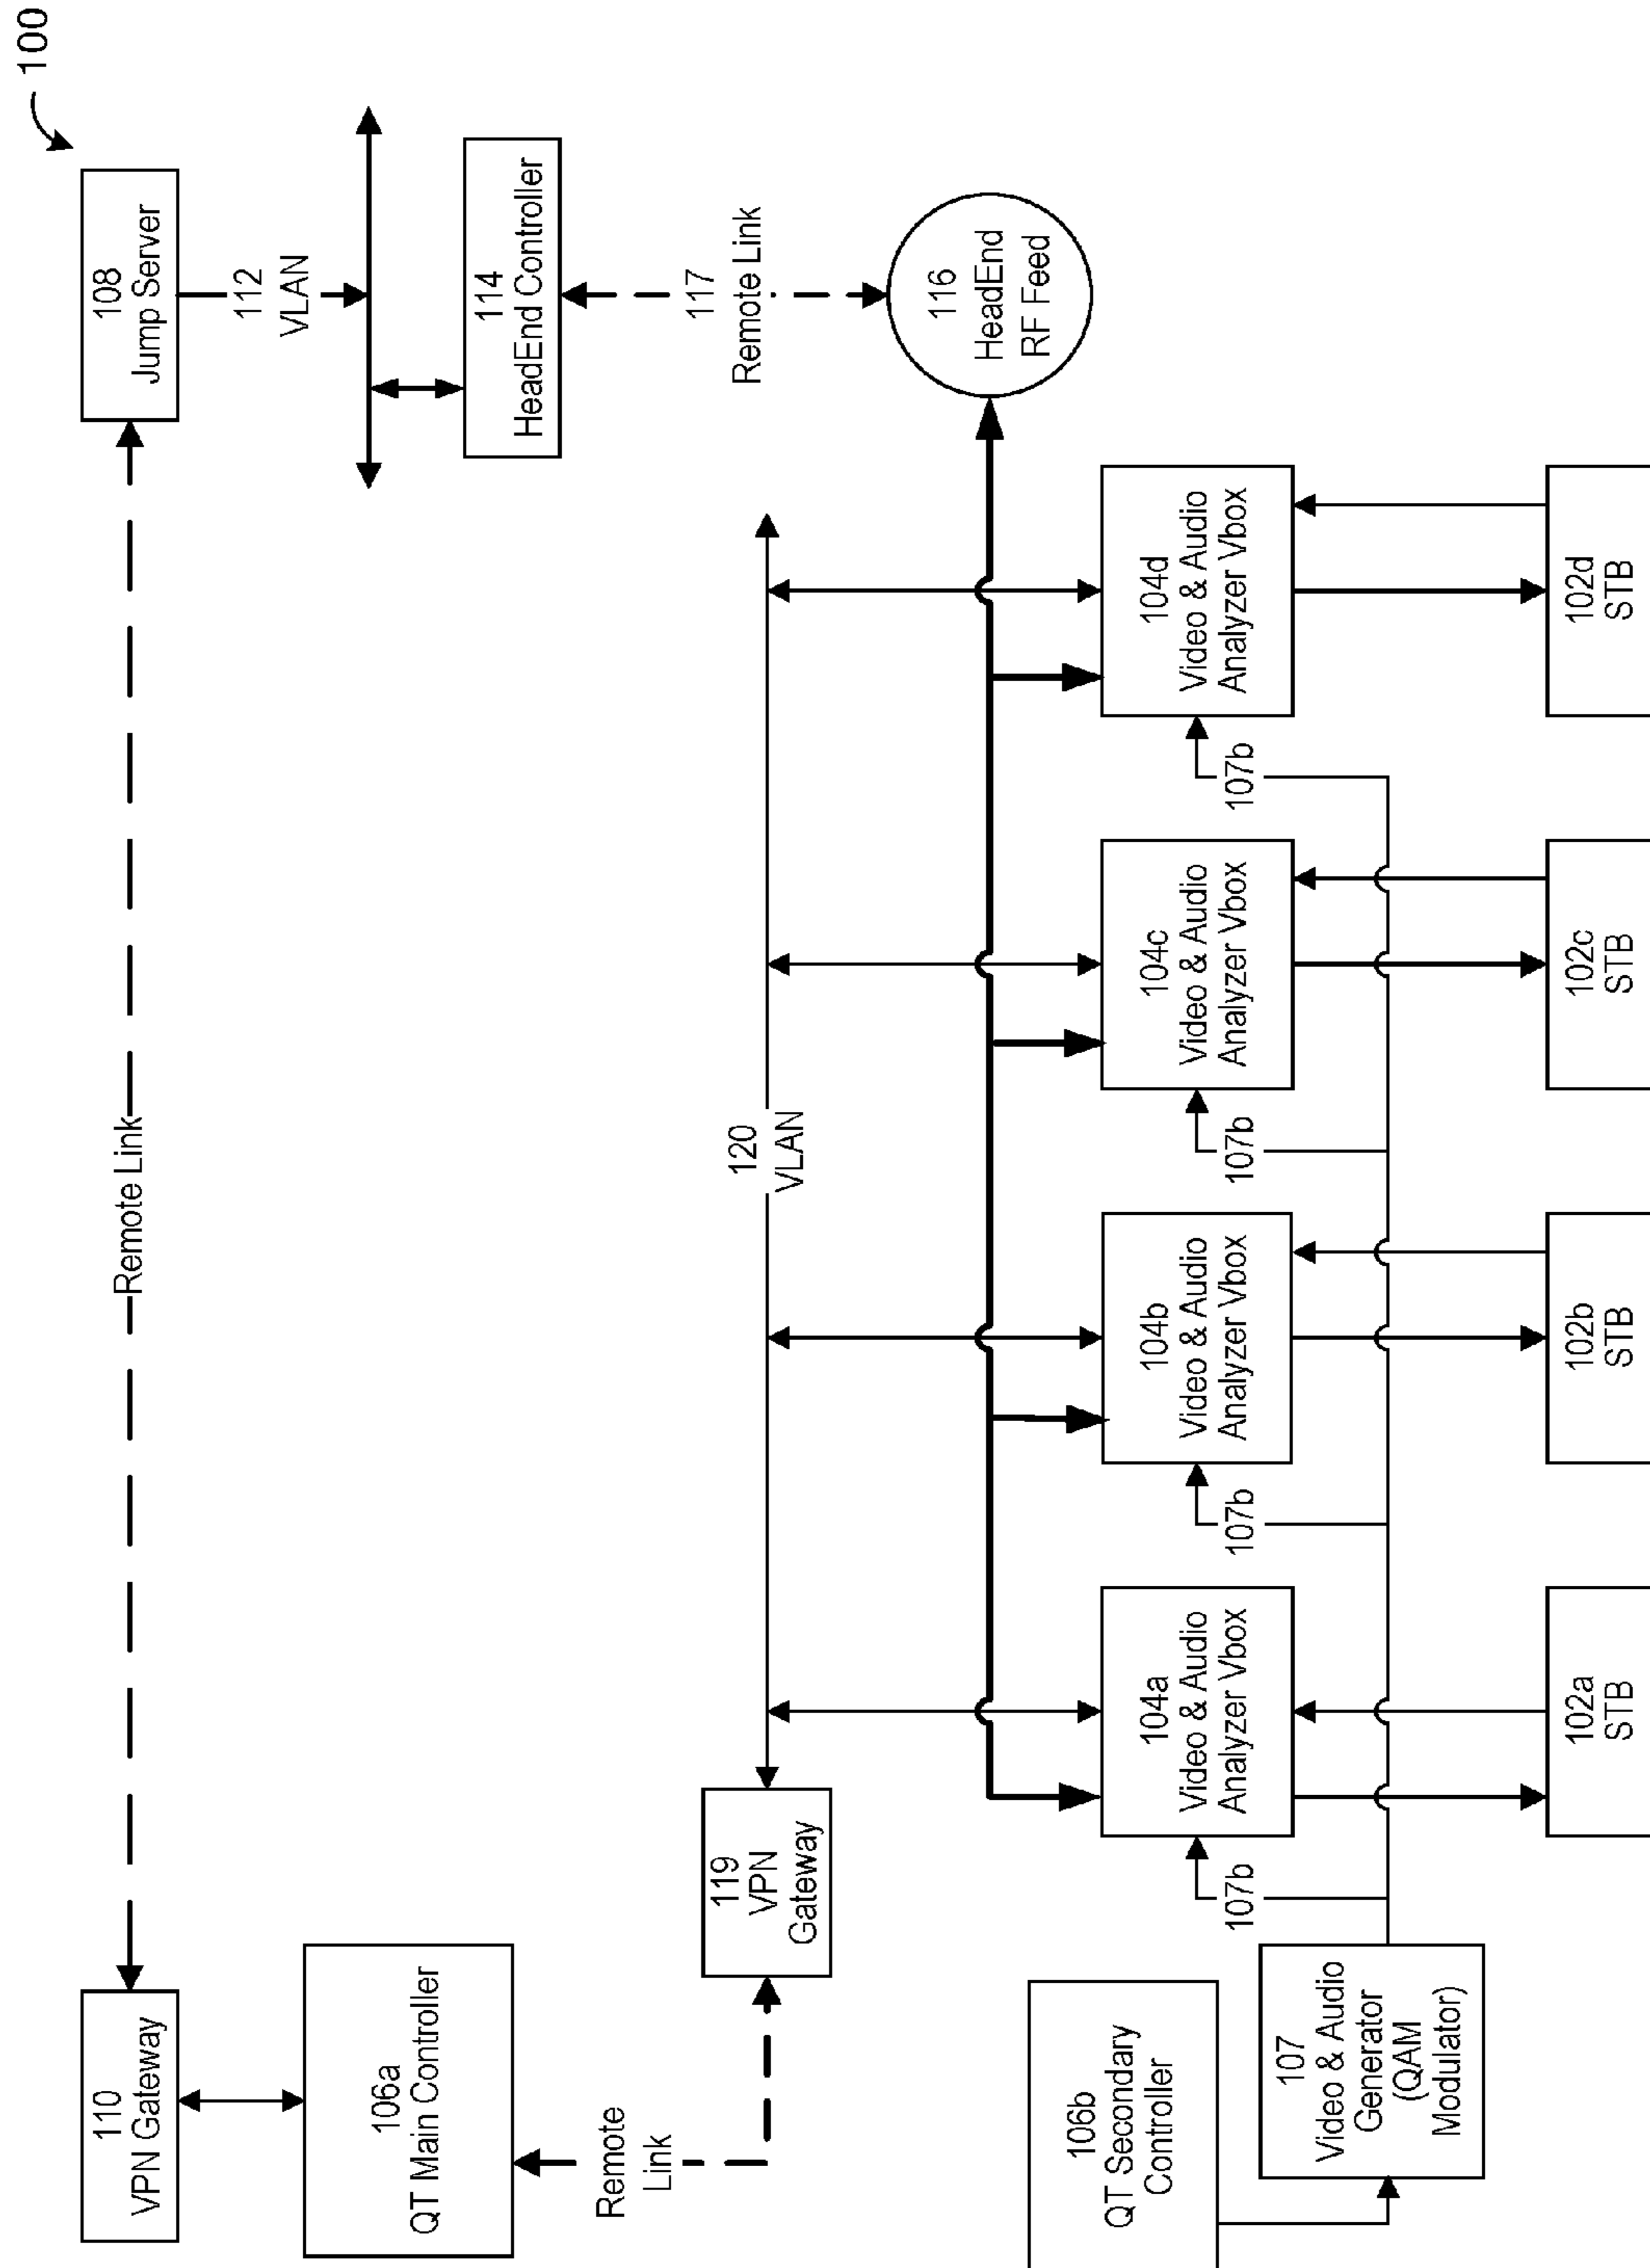 100
110
VPN Gateway
Remote Link
108
Jump Server
112
VLAN
106a
QT Main Controller
114
HeadEnd Controller
Remote
Link
119
VPN
Gateway
120
VLAN
117
Remote Link
116
HeadEnd
RF Feed
106b
QT Secondary
Controller
104a
Video & Audio
Analyzer Vbox
104b
Video & Audio
Analyzer Vbox
104c
Video & Audio
Analyzer Vbox
104d
Video & Audio
Analyzer Vbox
107b
107b
107b
107b
107
Video & Audio
Generator
(QAM
Modulator)
102a
STB
102b
STB
102c
STB
102d
STB